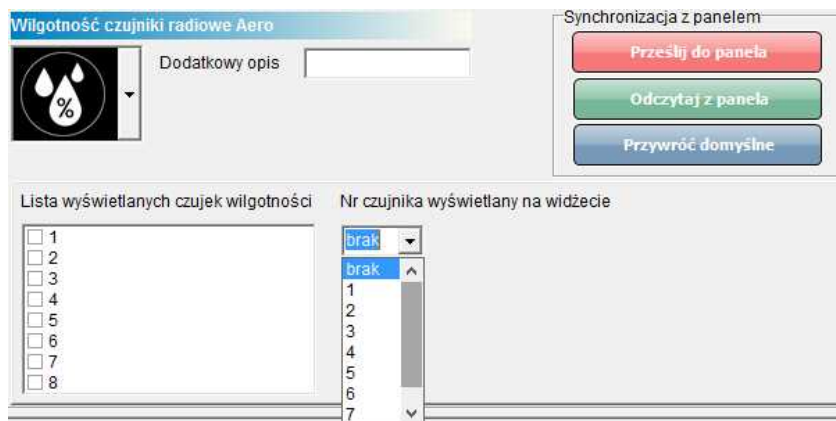 Wilgotność czujniki radiowe Aero
Dodatkowy opis
%
Synchronizacja z panelem
Prześlij do panela
Odczytaj z panela
Przywróć domyślne
Lista wyświetlanych czujek wilgotności
1
2
3
4
5
6
7
8
Nr czujnika wyświetlany na widżecie
brak
brak
1
2
3
4
5
6
7